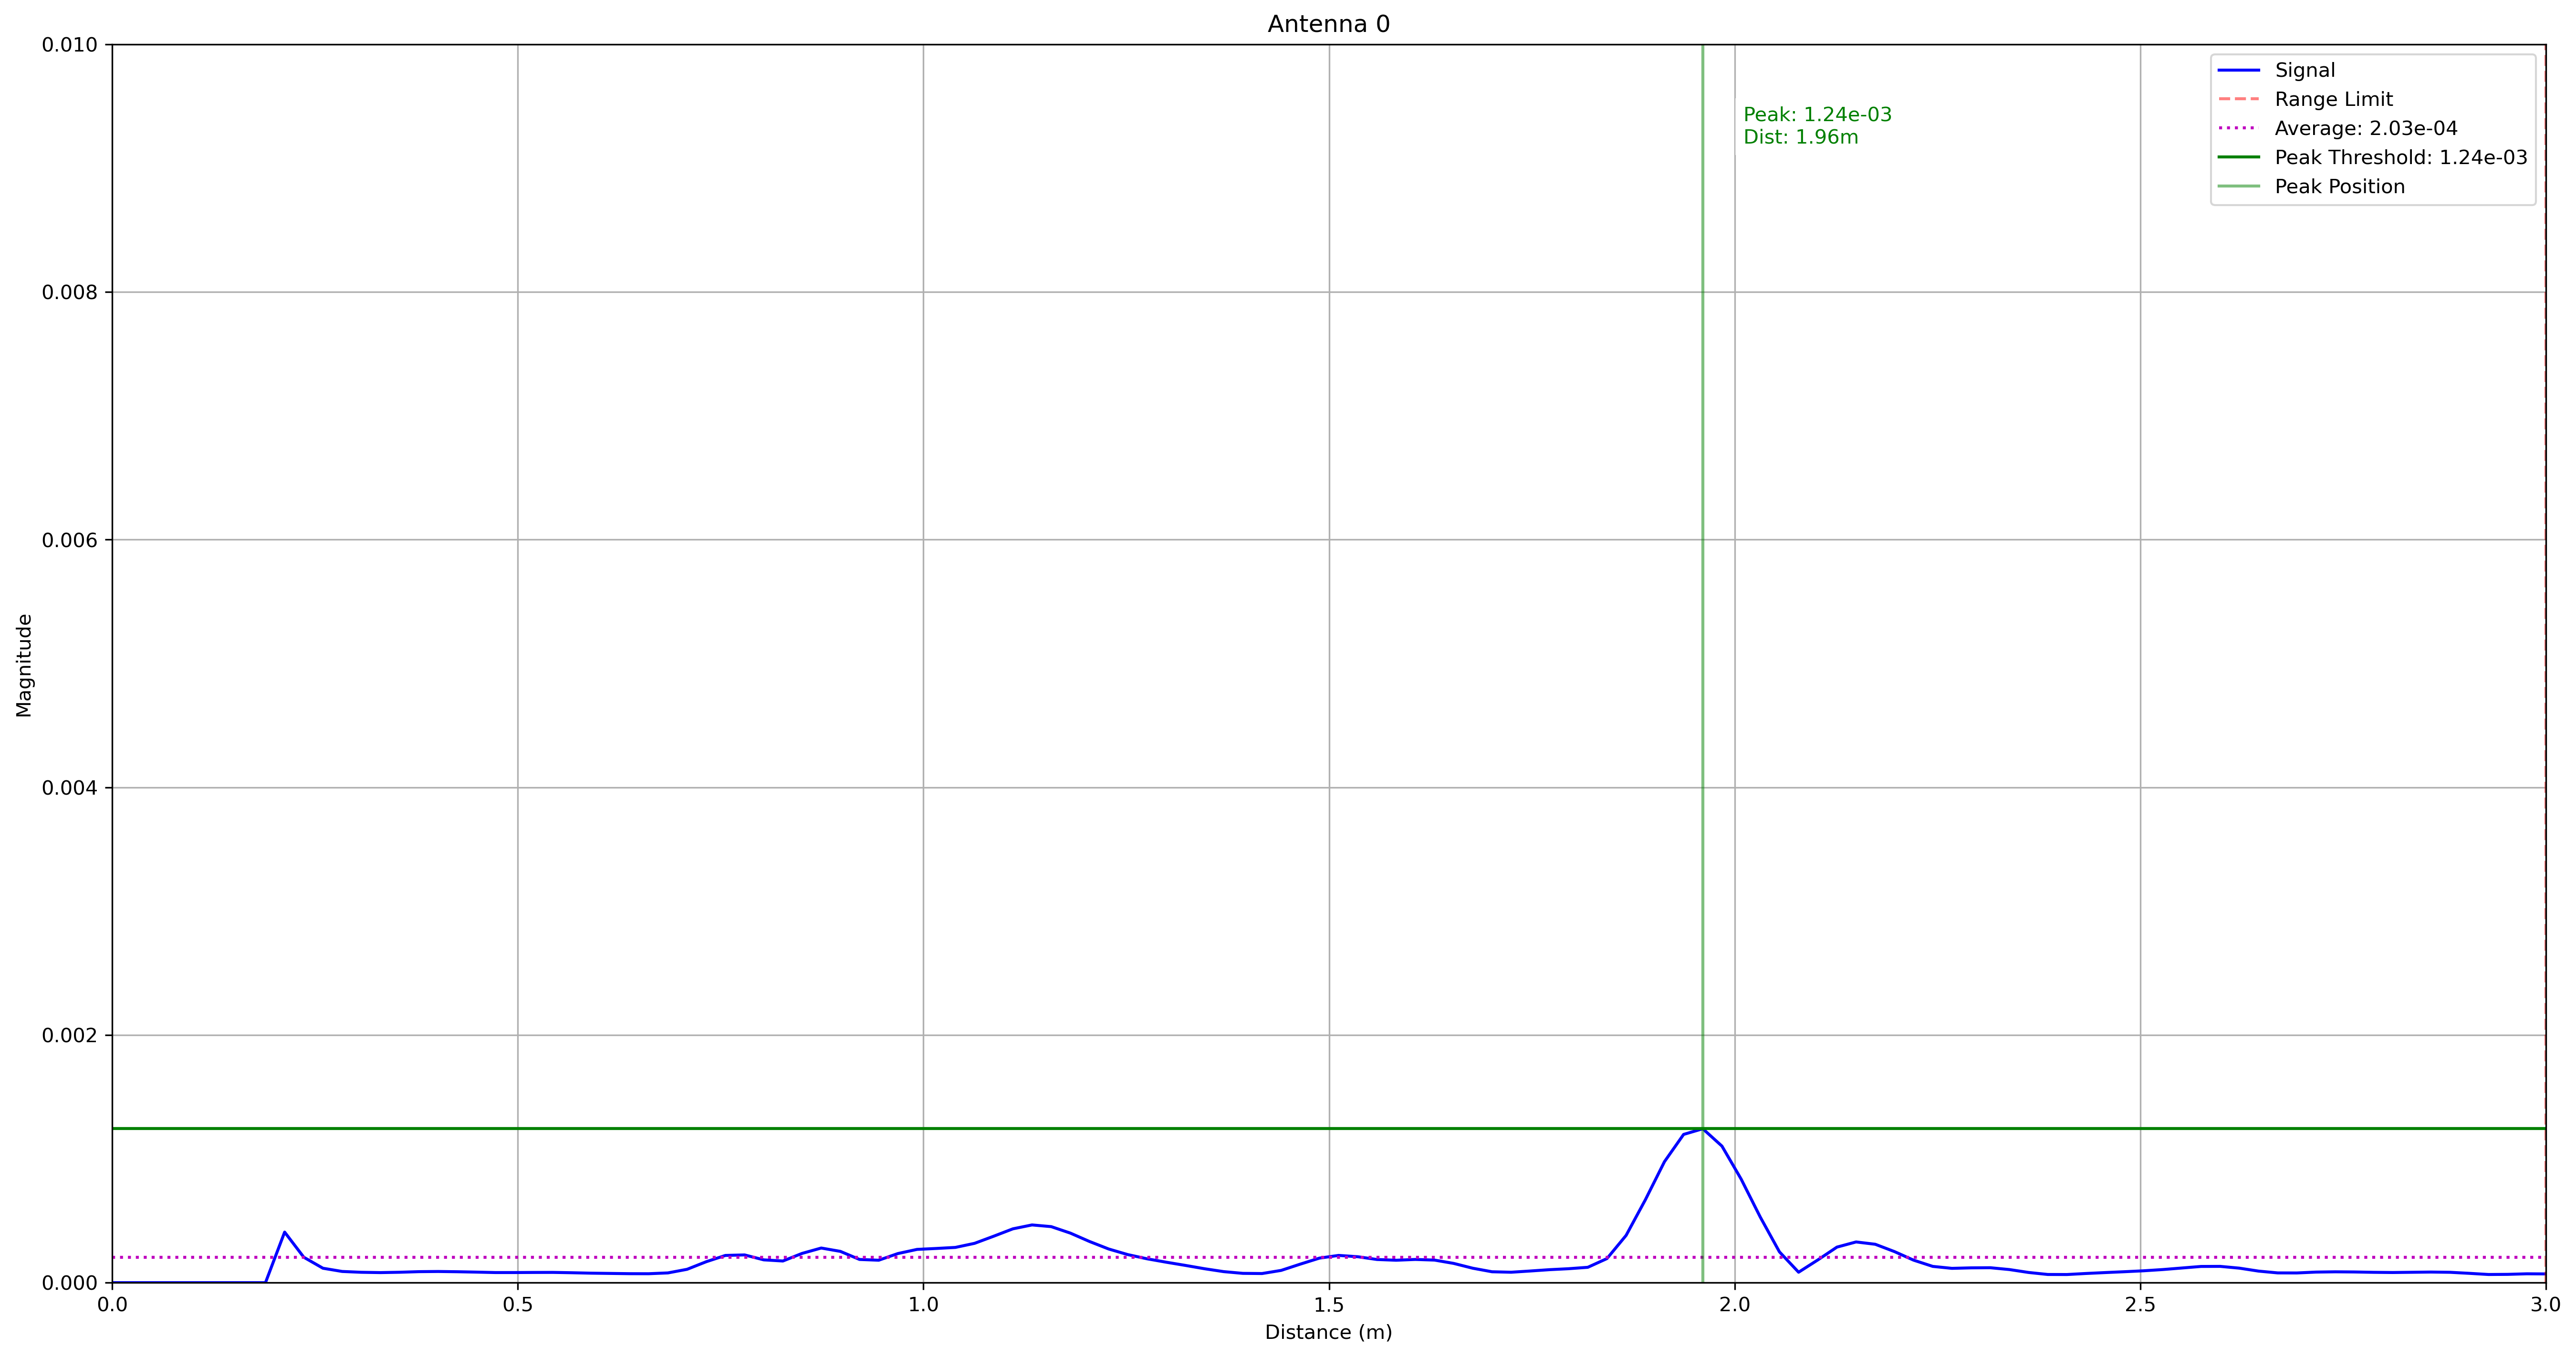 Antenna 0
0.010
0.008
0.006
0.004
0.002
0.000
Magnitude
Peak: 1.24e-03
Dist: 1.96m
Signal
Range Limit
Average: 2.03e-04
Peak Threshold: 1.24e-03
Peak Position
0.0 0.5 1.0 1.5 2.0 2.5 3.0
Distance (m)